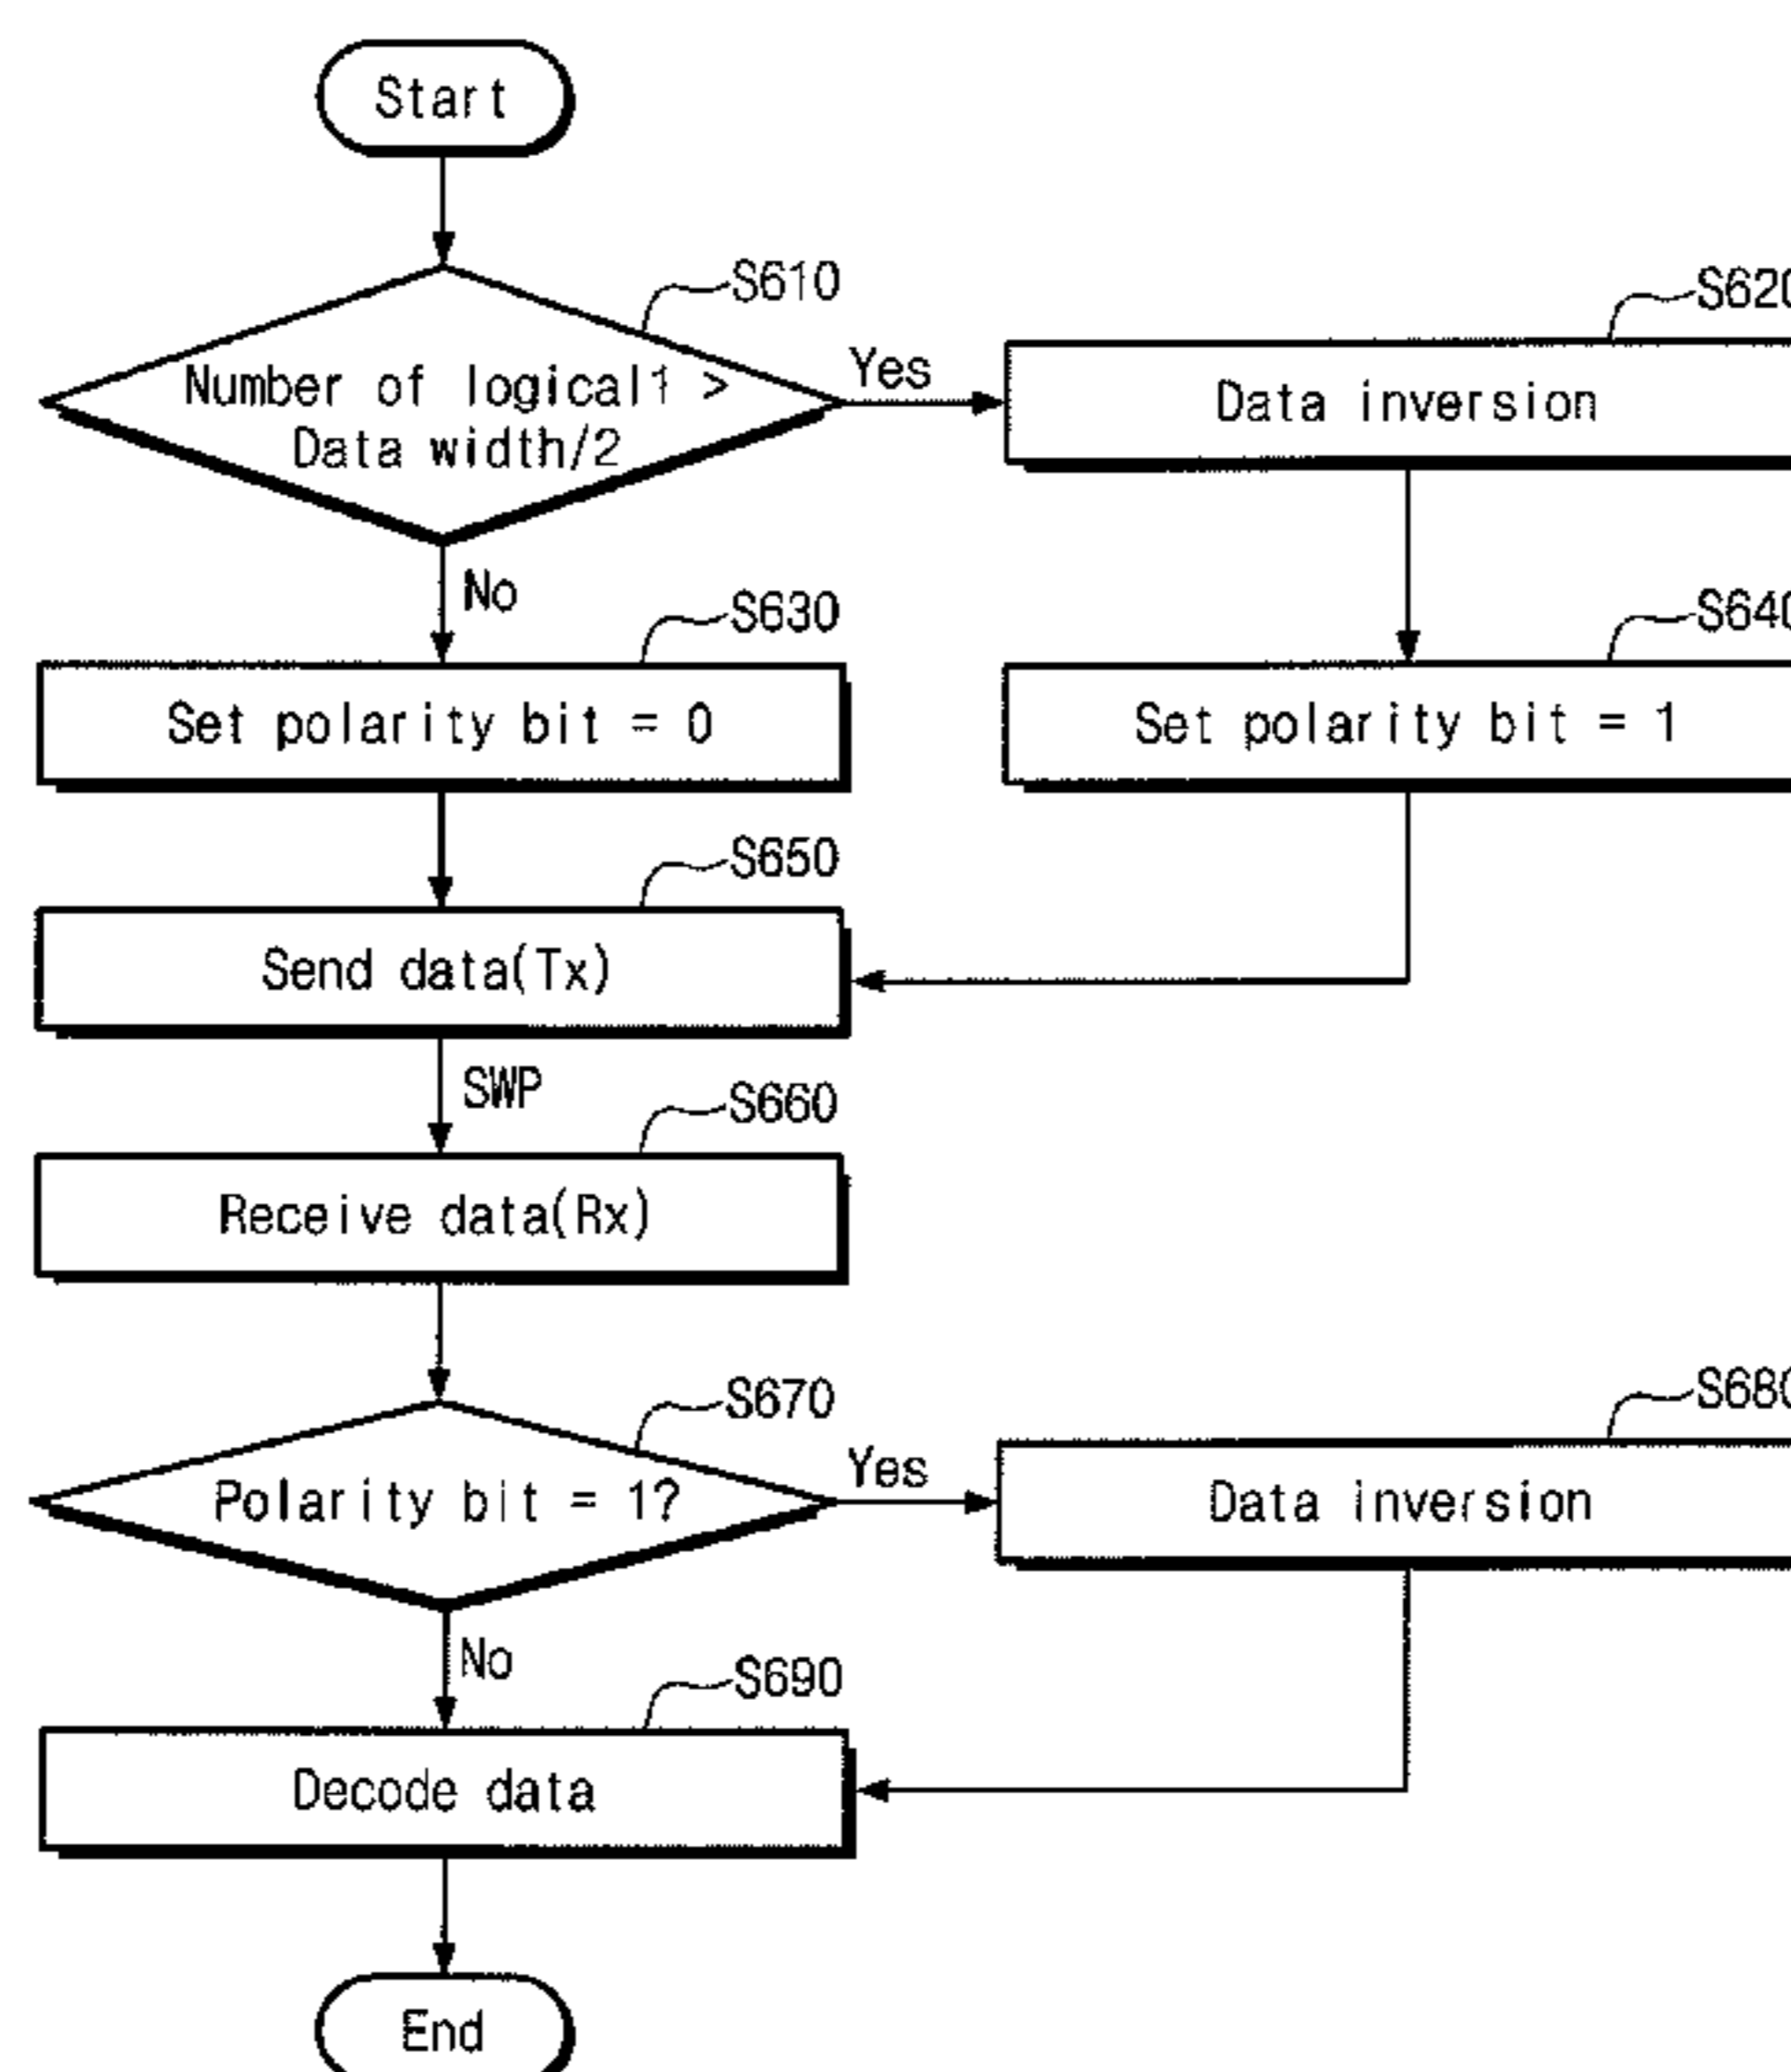 Start
S610
S620
Number of logical1 >
Data width/2
Yes
Data inversion
No
S630
S640
Set polarity bit = 0
Set polarity bit = 1
S650
Send data(Tx)
SWP
S660
Receive data(Rx)
S670
S680
Polarity bit = 1?
Yes
Data inversion
No
S690
Decode data
End